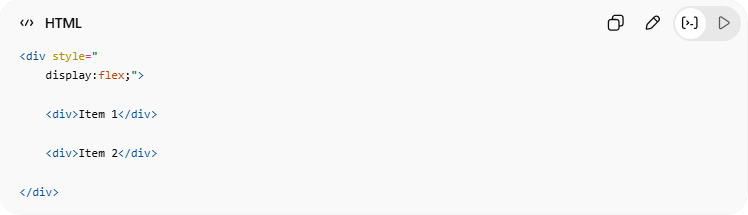 HTML
<div style="
    display:flex;">
    <div>Item 1</div>
    <div>Item 2</div>
</div>